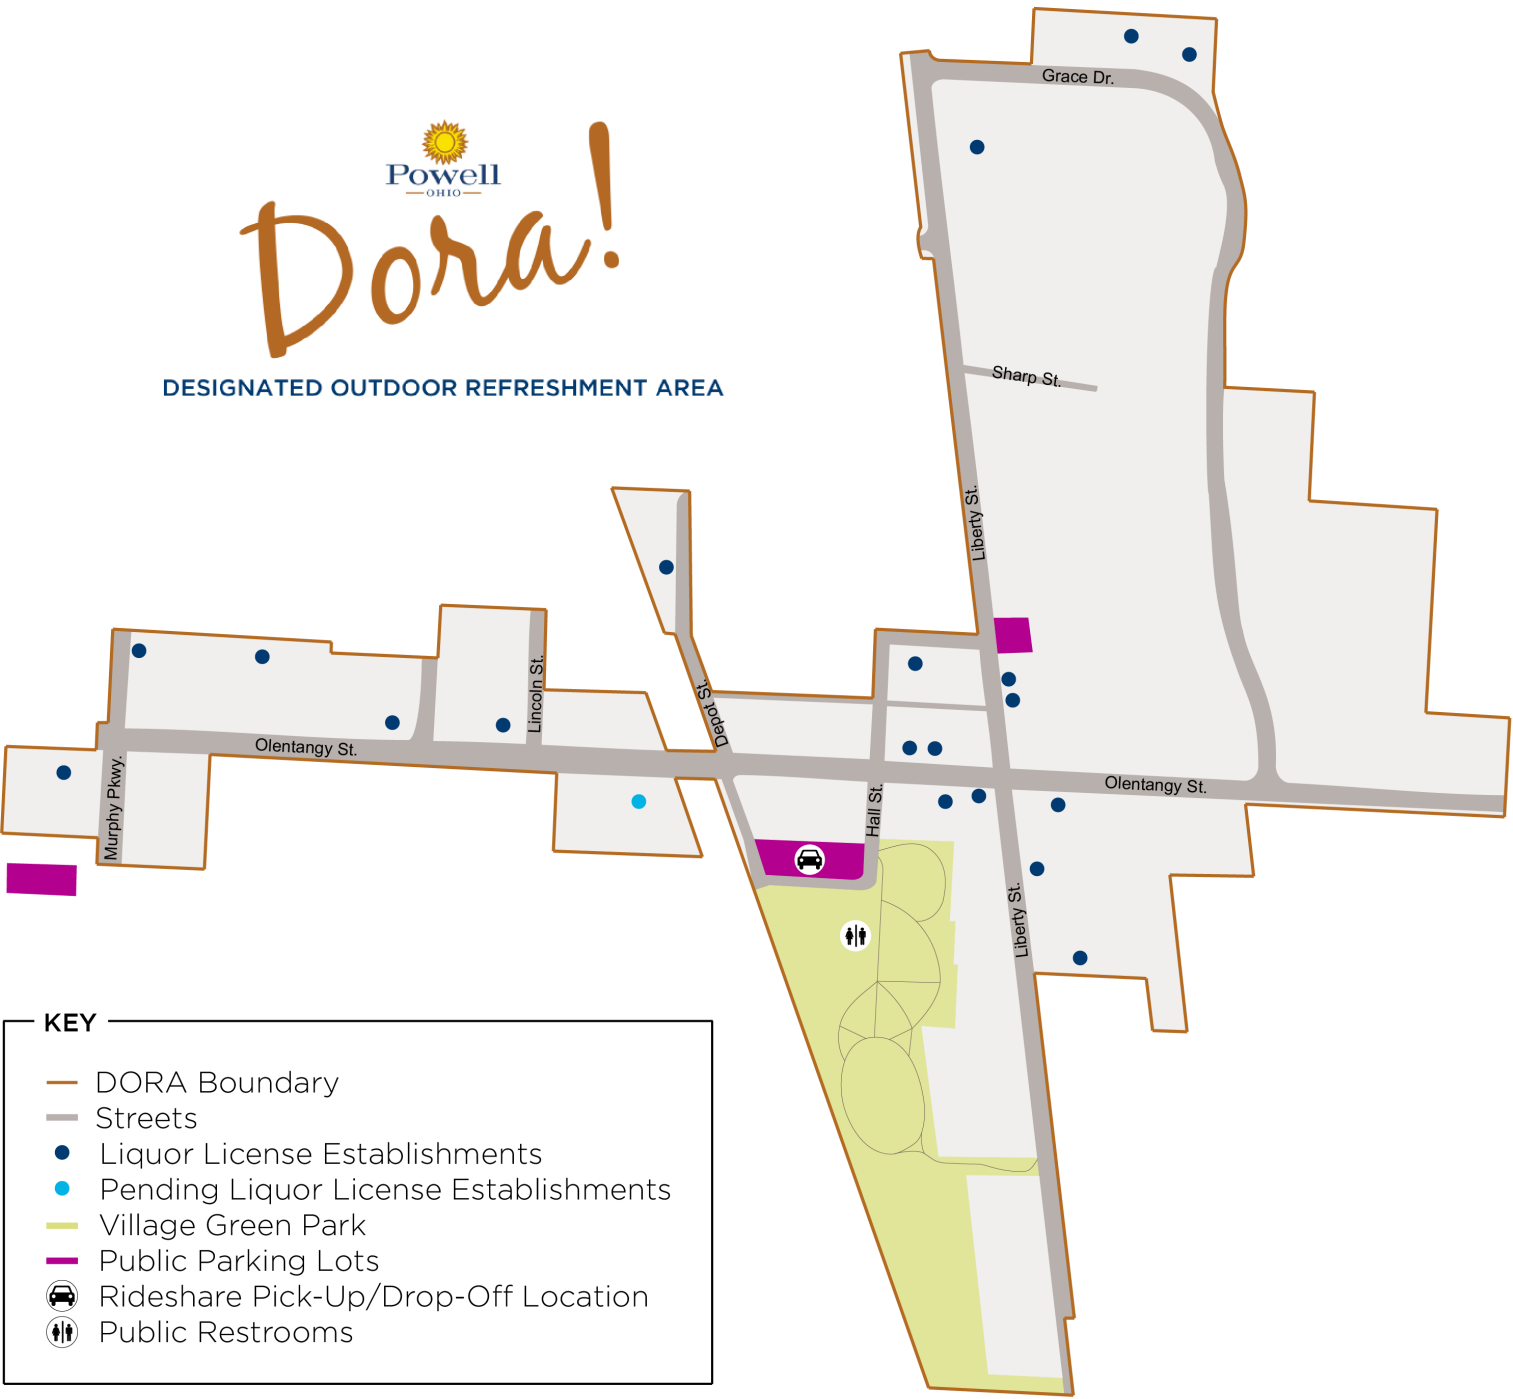 Powell
OHIO
Dora!
DESIGNATED OUTDOOR REFRESHMENT AREA
Grace Dr.
Sharp St.
Liberty St.
Lincoln St.
Depot St.
Olentangy St.
Murphy Pkwy.
Hall St.
Olentangy St.
Liberty St.
KEY
DORA Boundary
Streets
Liquor License Establishments
Pending Liquor License Establishments
Village Green Park
Public Parking Lots
Rideshare Pick-Up/Drop-Off Location
Public Restrooms